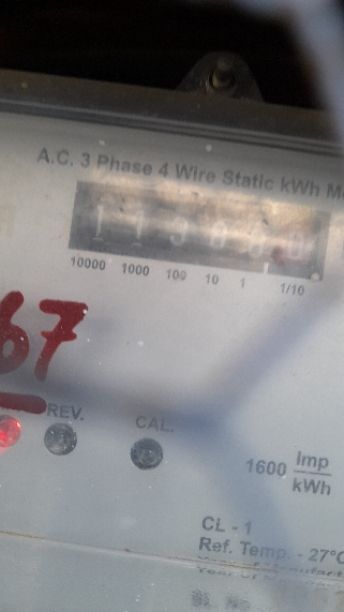 A.C. 3 Phase 4 Wire Static kWh
10000 1000 100 10 1 1/10
67
REV. CAL.
1600 Imp
kWh
CL - 1
Ref. Temp. - 27°C